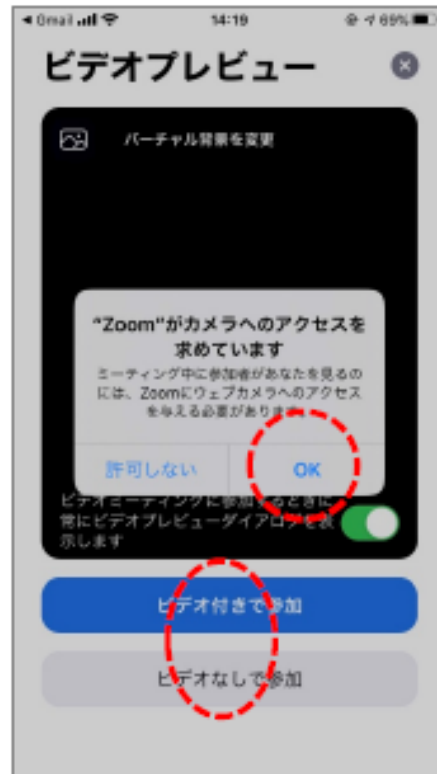 Gmail
14:19
69%
ビデオプレビュー
バーチャル背景を変更
"Zoom"がカメラへのアクセスを
求めています
ミーティング中に参加者があなたを見るの
には、Zoomにウェブカメラへのアクセス
を与える必要があります。
許可しない
OK
ビデオミーティングに参加するときに
常にビデオプレビューダイアログを表
示します
ビデオ付きで参加
ビデオなしで参加